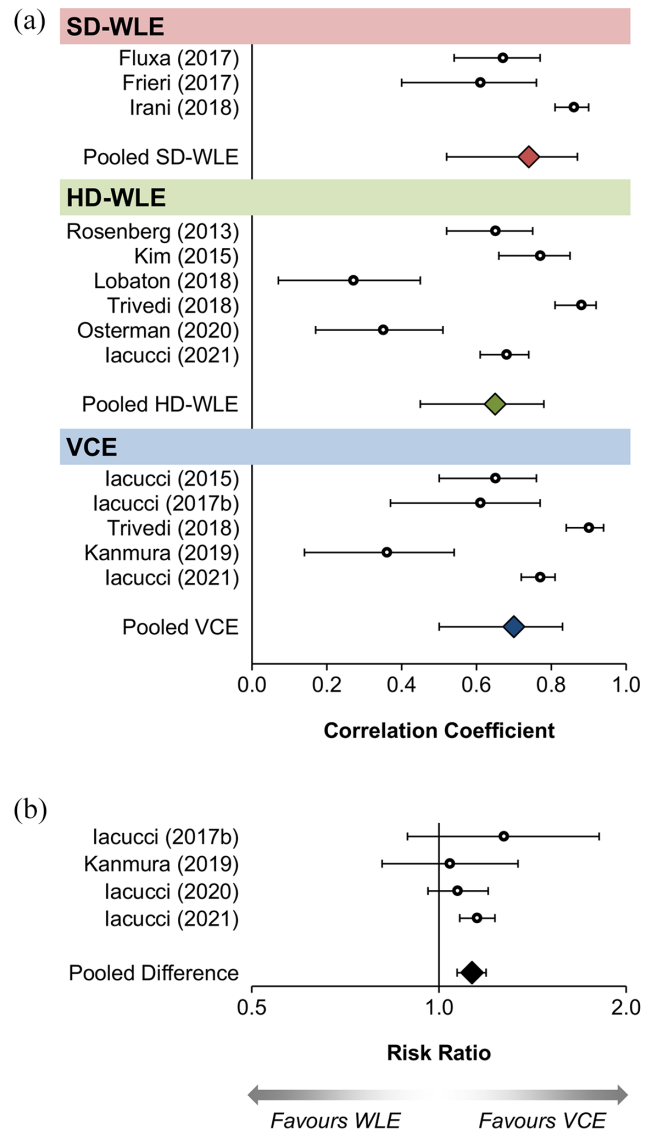 (a)
SD-WLE
Fluxa (2017)
Frieri (2017)
Irani (2018)
Pooled SD-WLE
HD-WLE
Rosenberg (2013)
Kim (2015)
Lobaton (2018)
Trivedi (2018)
Osterman (2020)
Iacucci (2021)
Pooled HD-WLE
VCE
Iacucci (2015)
Iacucci (2017b)
Trivedi (2018)
Kanmura (2019)
Iacucci (2021)
Pooled VCE
0.0 0.2 0.4 0.6 0.8 1.0
Correlation Coefficient
(b)
Iacucci (2017b)
Kanmura (2019)
Iacucci (2020)
Iacucci (2021)
Pooled Difference
0.5 1.0 2.0
Risk Ratio
Favours WLE Favours VCE